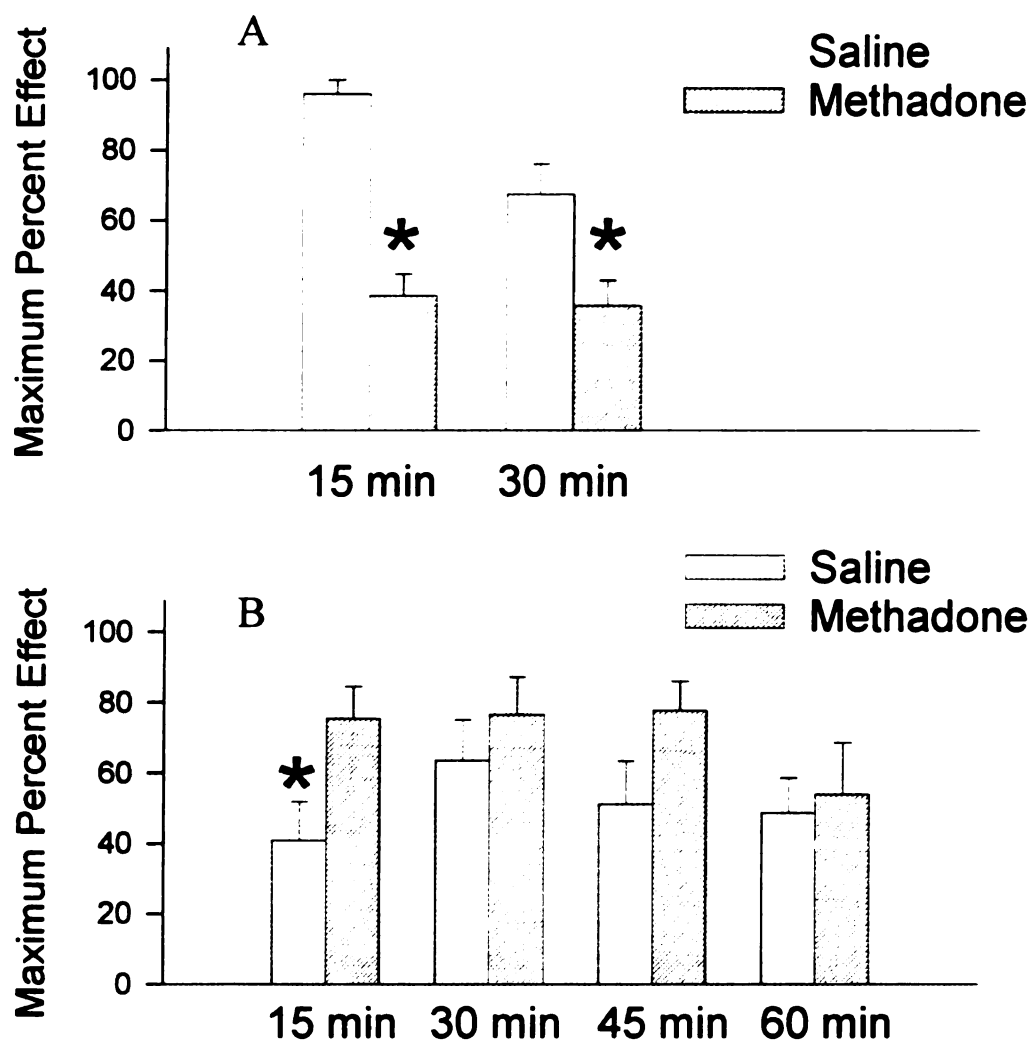 A
Saline
Methadone
Maximum Percent Effect
100
80
60
40
20
0
*
*
15 min
30 min
B
Saline
Methadone
Maximum Percent Effect
100
80
60
40
20
0
*
15 min
30 min
45 min
60 min